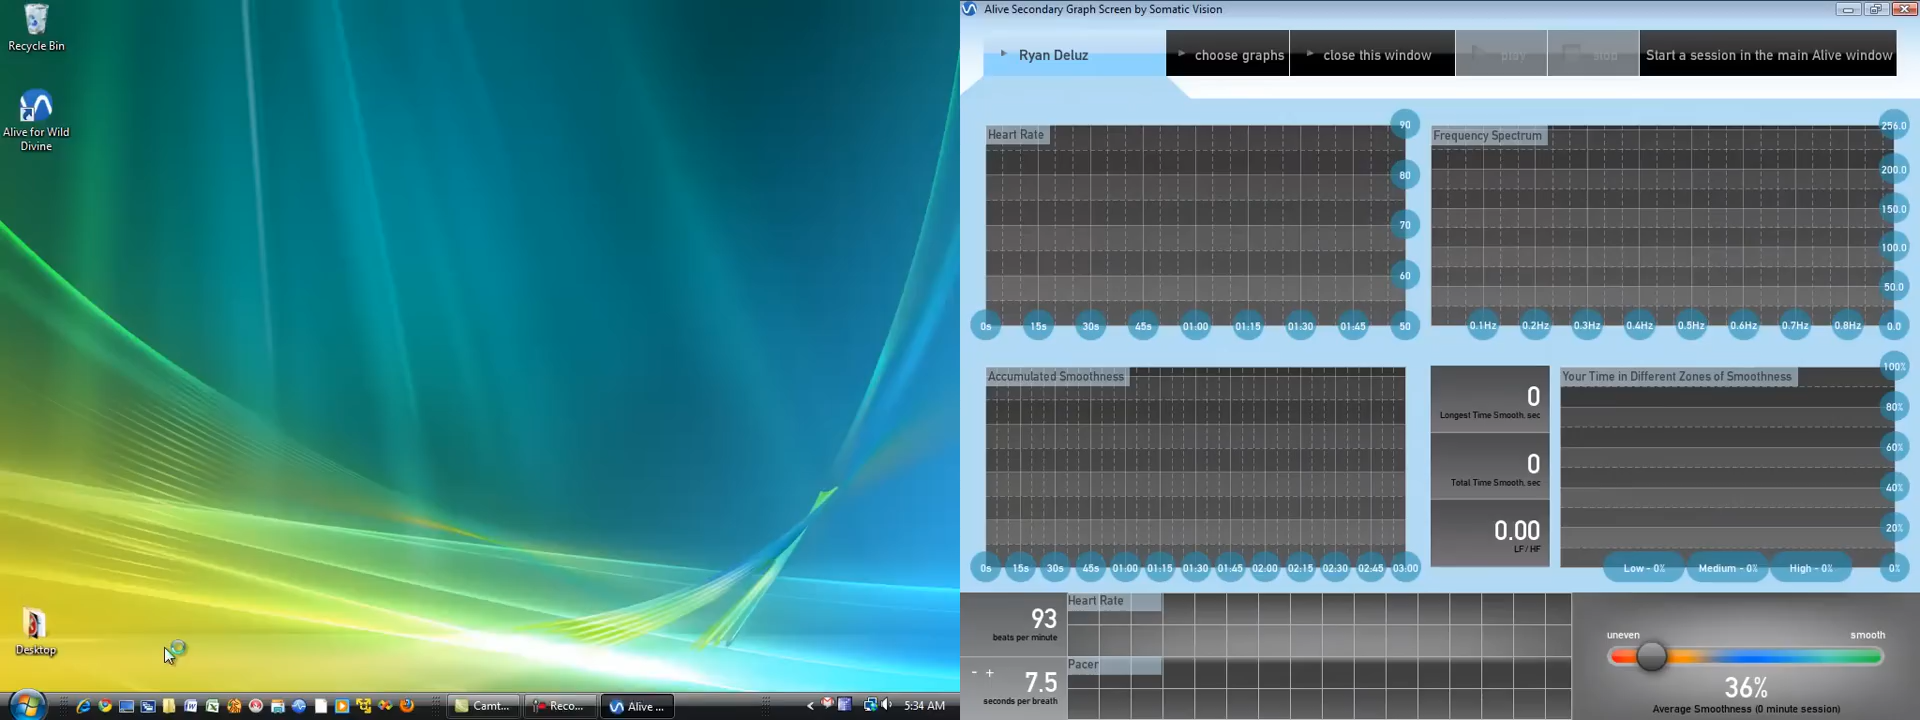 Recycle Bin
Alive for Wild
Divine
Desktop
Camt...
Reco...
Alive ...
5:34 AM
Alive Secondary Graph Screen by Somatic Vision
Ryan Deluz
choose graphs
close this window
play
stop
Start a session in the main Alive window
Heart Rate
90
80
70
60
50
0s 15s 30s 45s 01:00 01:15 01:30 01:45
Frequency Spectrum
256.0
200.0
150.0
100.0
50.0
0.0
0.1Hz 0.2Hz 0.3Hz 0.4Hz 0.5Hz 0.6Hz 0.7Hz 0.8Hz
Accumulated Smoothness
0s 15s 30s 45s 01:00 01:15 01:30 01:45 02:00 02:15 02:30 02:45 03:00
0
Longest Time Smooth, sec
0
Total Time Smooth, sec
0.00
LF / HF
Your Time in Different Zones of Smoothness
100%
80%
60%
40%
20%
0%
Low - 0% Medium - 0% High - 0%
93
beats per minute
Heart Rate
- +
7.5
seconds per breath
Pacer
uneven smooth
36%
Average Smoothness (0 minute session)